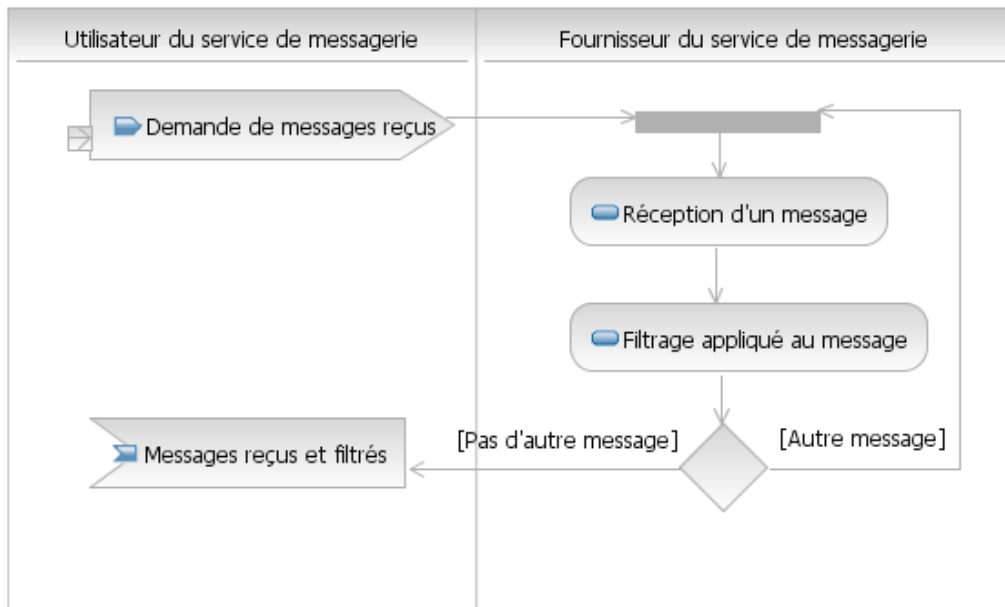 Utilisateur du service de messagerie
Fournisseur du service de messagerie
Demande de messages reçus
Réception d'un message
Filtrage appliqué au message
[Pas d'autre message]
[Autre message]
Messages reçus et filtrés